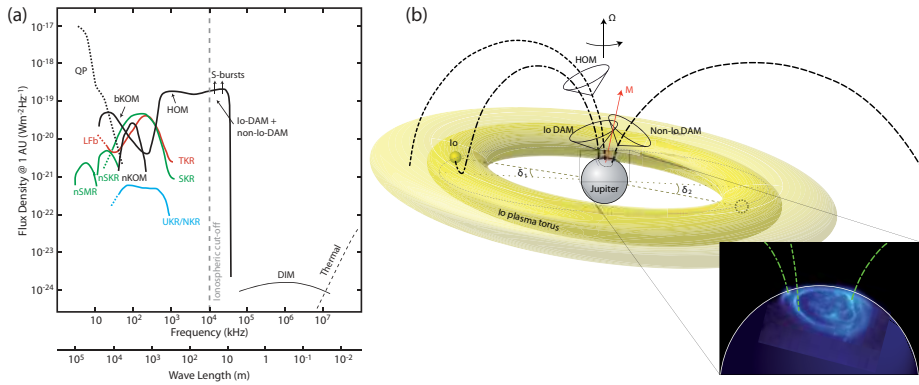 (a)
Flux Density @ 1 AU (Wm⁻²Hz⁻¹)
10⁻¹⁷
10⁻¹⁸
10⁻¹⁹
10⁻²⁰
10⁻²¹
10⁻²²
10⁻²³
10⁻²⁴
QP
bKOM
HOM
S-bursts
Io-DAM +
non-Io-DAM
LFb
TKR
nSKR
SKR
nSMR
nKOM
UKR/NKR
Ionospheric cut-off
DIM
Thermal
10 10² 10³ 10⁴ 10⁵ 10⁶ 10⁷
Frequency (kHz)
10⁵ 10⁴ 10³ 10² 10 1 10⁻¹ 10⁻²
Wave Length (m)
(b)
Ω
HOM
M
Io DAM
Non-Io DAM
Io
Jupiter
δ₁
δ₂
Io plasma torus